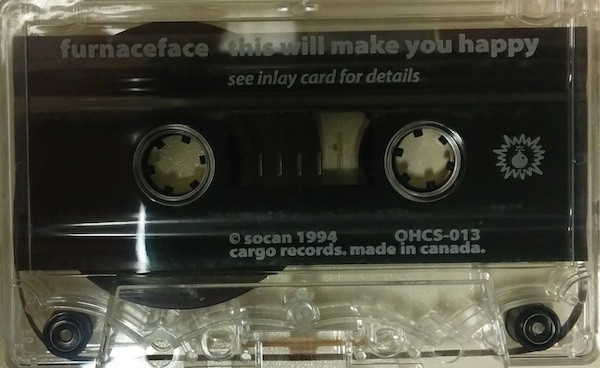 furnaceface this will make you happy
see inlay card for details
© socan 1994 OHCS-013
cargo records. made in canada.